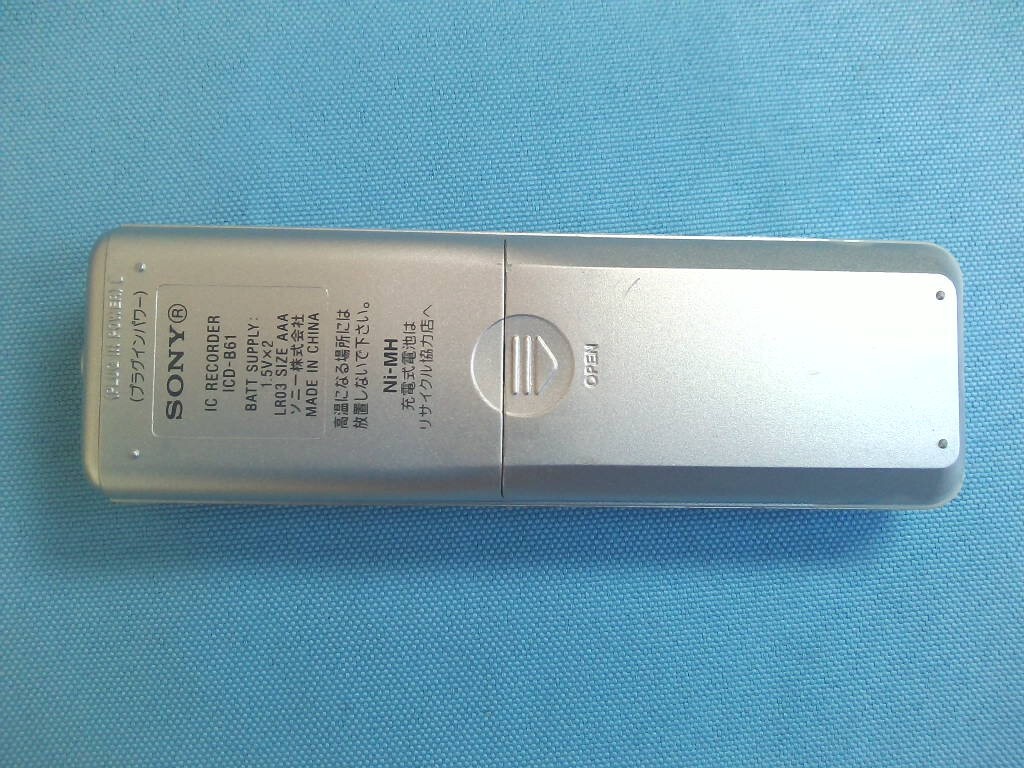 (PLUG IN POWER)
(プラグインパワー)
SONY®
IC RECORDER
ICD-B61
BATT SUPPLY:
1.5V×2
LR03 SIZE AAA
ソニー株式会社
MADE IN CHINA
高温になる場所には
放置しないで下さい。
Ni-MH
充電式電池は
リサイクル協力店へ
OPEN